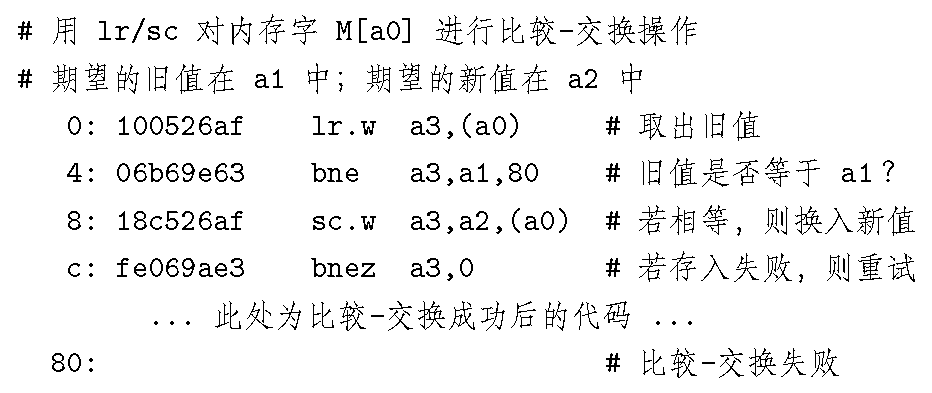 # 用 lr/sc 对内存字 M[a0] 进行比较-交换操作
# 期望的旧值在 a1 中; 期望的新值在 a2 中
0: 100526af lr.w a3,(a0) # 取出旧值
4: 06b69e63 bne a3,a1,80 # 旧值是否等于 a1?
8: 18c526af sc.w a3,a2,(a0) # 若相等, 则换入新值
c: fe069ae3 bnez a3,0 # 若存入失败, 则重试
... 此处为比较-交换成功后的代码 ...
80: # 比较-交换失败